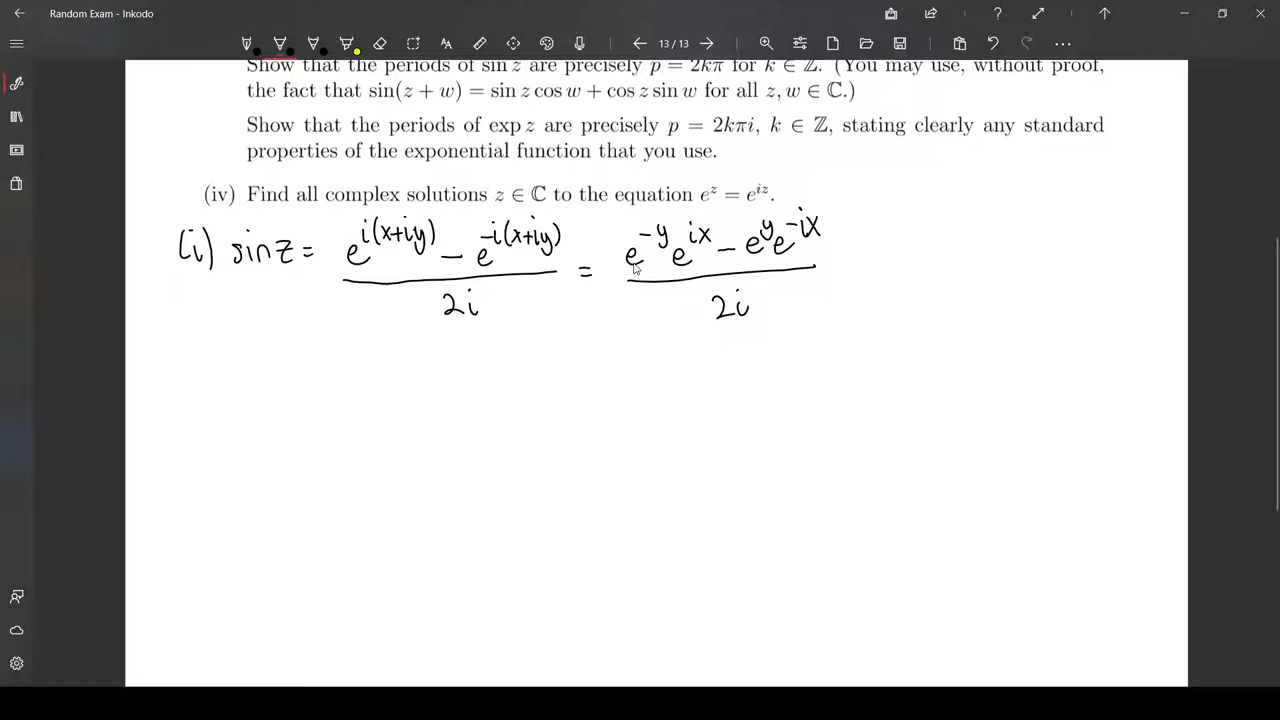 Random Exam - Inkodo
13/13
Show that the periods of sin z are precisely p = 2kπ for k ∈ ℤ. (You may use, without proof,
the fact that sin(z + w) = sin z cos w + cos z sin w for all z, w ∈ ℂ.)
Show that the periods of exp z are precisely p = 2kπi, k ∈ ℤ, stating clearly any standard
properties of the exponential function that you use.
(iv) Find all complex solutions z ∈ ℂ to the equation e^z = e^{iz}.
(i) sin z = (e^{i(x+iy)} − e^{-i(x+iy)}) / 2i = (e^{-y} e^{ix} − e^{y} e^{-ix}) / 2i